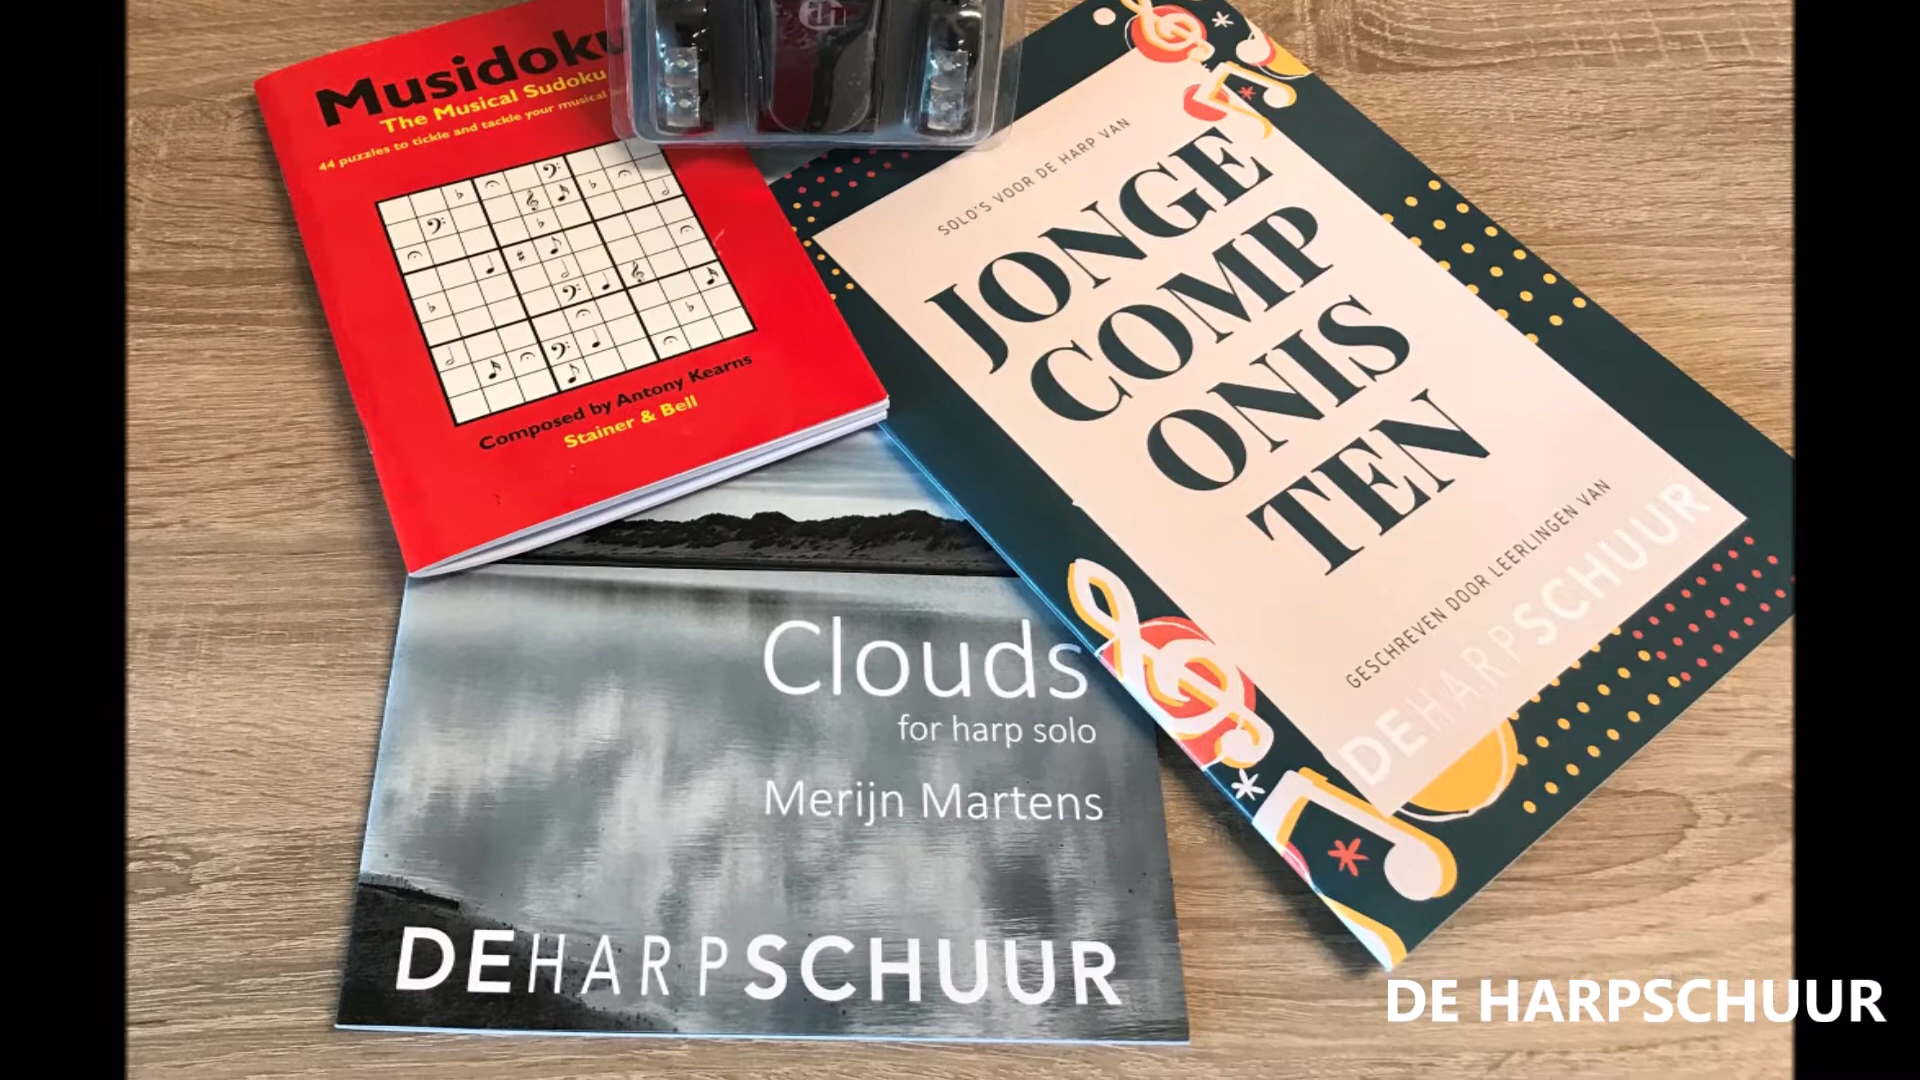 Musidoku
The Musical Sudoku
44 puzzles to tickle and tackle your musical
Composed by Antony Kearns
Stainer & Bell
SOLO'S VOOR DE HARP VAN
JONGE
COMP
ONIS
TEN
GESCHREVEN DOOR LEERLINGEN VAN
DEHARPSCHUUR
Clouds
for harp solo
Merijn Martens
DEHARPSCHUUR
DE HARPSCHUUR